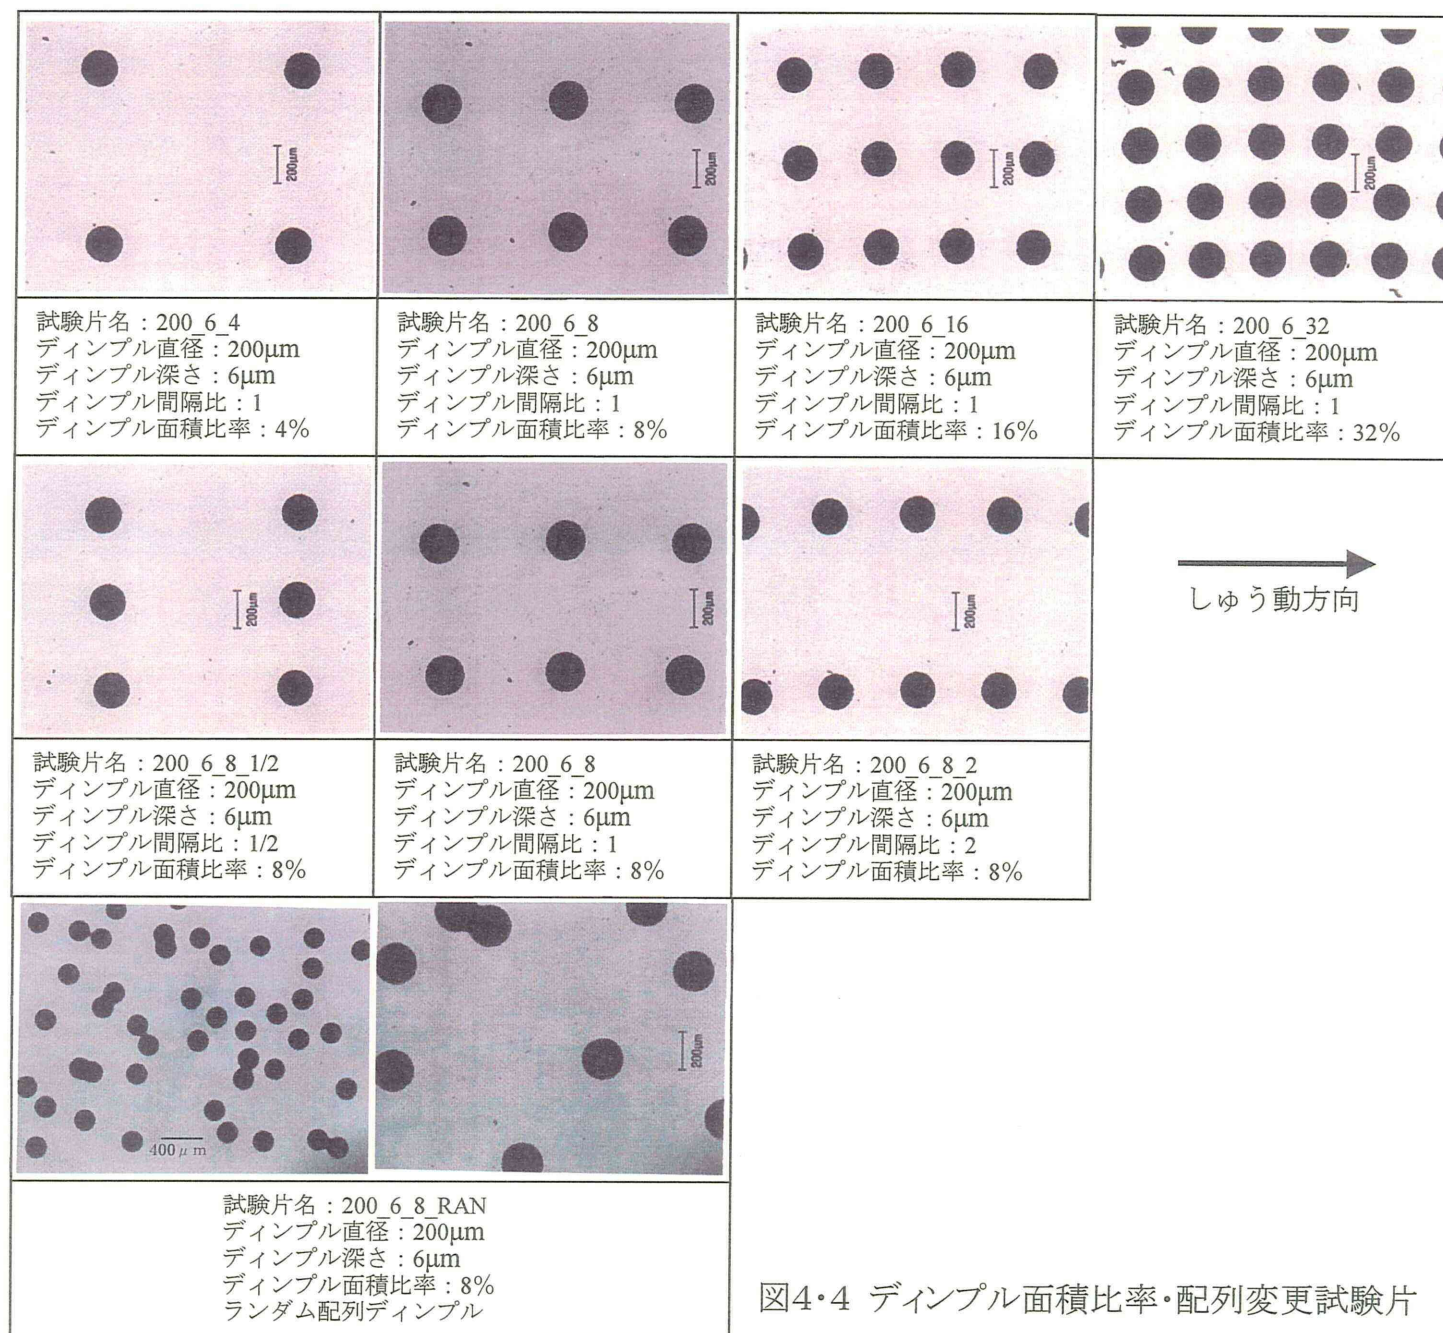 200μm
200μm
200μm
200μm
試験片名：200_6_4
ディンプル直径：200μm
ディンプル深さ：6μm
ディンプル間隔比：1
ディンプル面積比率：4%
試験片名：200_6_8
ディンプル直径：200μm
ディンプル深さ：6μm
ディンプル間隔比：1
ディンプル面積比率：8%
試験片名：200_6_16
ディンプル直径：200μm
ディンプル深さ：6μm
ディンプル間隔比：1
ディンプル面積比率：16%
試験片名：200_6_32
ディンプル直径：200μm
ディンプル深さ：6μm
ディンプル間隔比：1
ディンプル面積比率：32%
200μm
200μm
200μm
しゅう動方向
試験片名：200_6_8_1/2
ディンプル直径：200μm
ディンプル深さ：6μm
ディンプル間隔比：1/2
ディンプル面積比率：8%
試験片名：200_6_8
ディンプル直径：200μm
ディンプル深さ：6μm
ディンプル間隔比：1
ディンプル面積比率：8%
試験片名：200_6_8_2
ディンプル直径：200μm
ディンプル深さ：6μm
ディンプル間隔比：2
ディンプル面積比率：8%
400μm
200μm
試験片名：200_6_8_RAN
ディンプル直径：200μm
ディンプル深さ：6μm
ディンプル面積比率：8%
ランダム配列ディンプル
図4・4 ディンプル面積比率・配列変更試験片